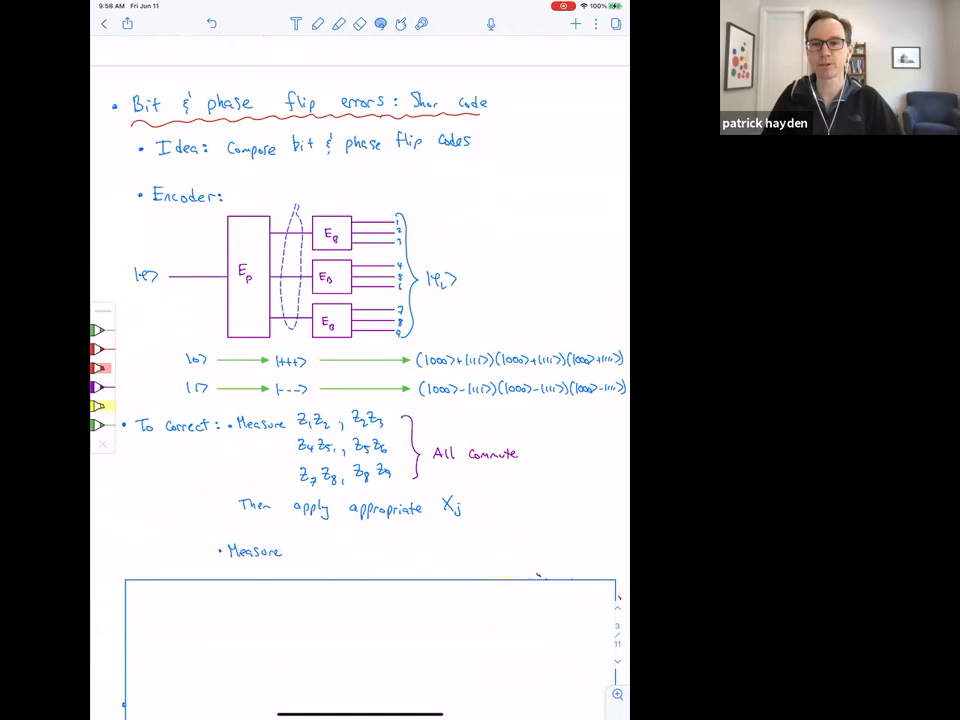 9:58 AM Fri Jun 11
100%
• Bit & phase flip errors: Shor code
• Idea: Compose bit & phase flip codes
• Encoder:
|φ> E_P E_B E_B E_B 1 2 3 4 5 6 7 8 9 |φ_L>
|0> → |+++> → (|000>+|111>)(|000>+|111>)(|000>+|111>)
|1> → |---> → (|000>-|111>)(|000>-|111>)(|000>-|111>)
• To correct: • Measure Z₁Z₂, Z₂Z₃
Z₄Z₅, Z₅Z₆
Z₇Z₈, Z₈Z₉
All commute
Then apply appropriate X_j
• Measure
3
/
11
patrick hayden